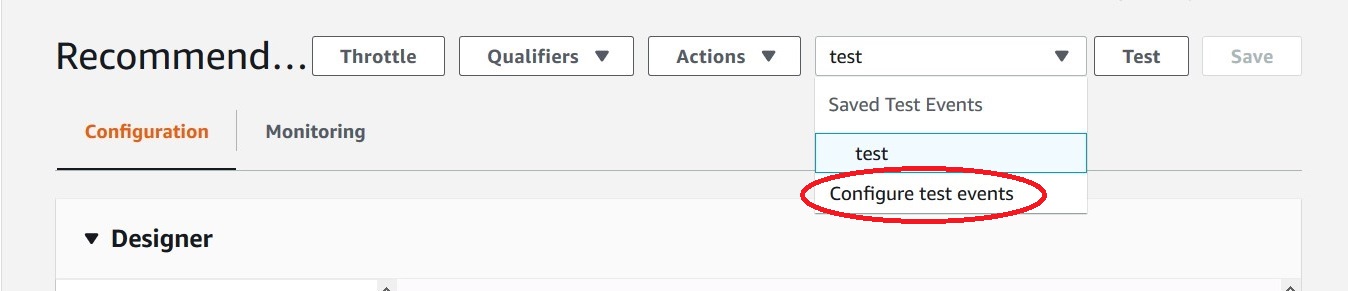 Recommend...
Throttle
Qualifiers
Actions
test
Test
Save
Configuration
Monitoring
Saved Test Events
test
Configure test events
Designer